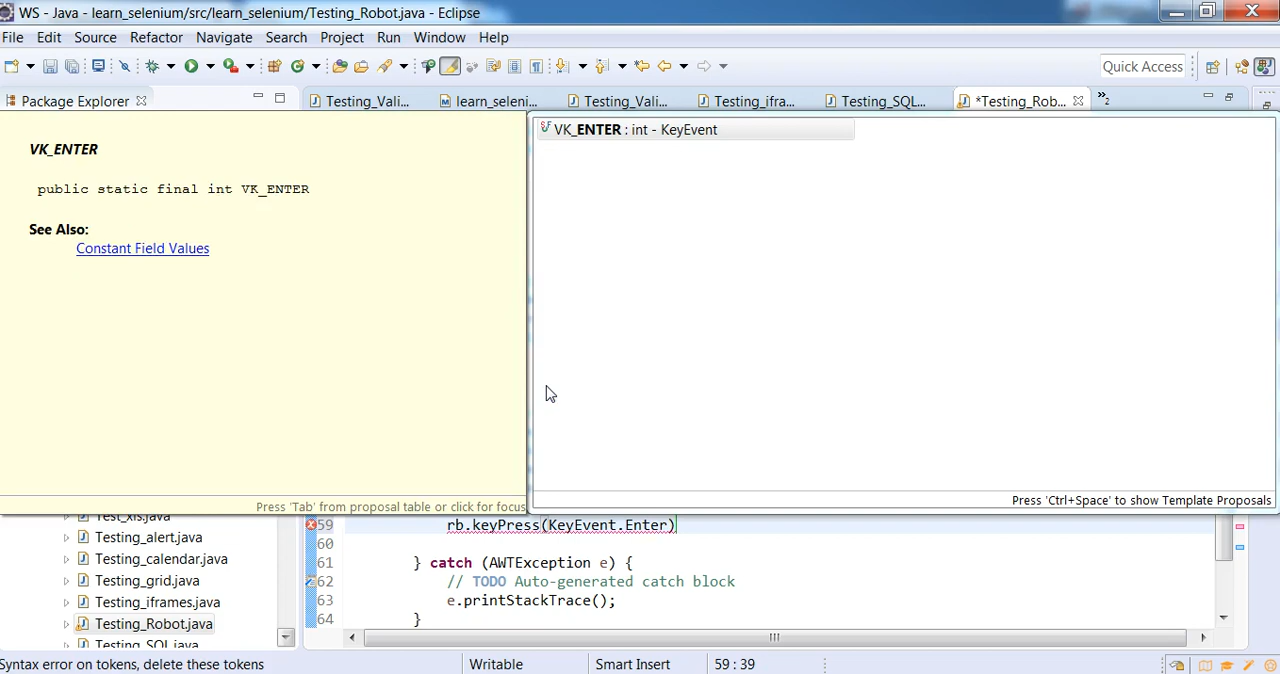 WS - Java - learn_selenium/src/learn_selenium/Testing_Robot.java - Eclipse
File Edit Source Refactor Navigate Search Project Run Window Help
Quick Access
Package Explorer
Testing_Vali... learn_seleni... Testing_Vali... Testing_ifra... Testing_SQL... *Testing_Rob... »2
VK_ENTER
public static final int VK_ENTER
See Also:
Constant Field Values
Press 'Tab' from proposal table or click for focus
VK_ENTER : int - KeyEvent
Press 'Ctrl+Space' to show Template Proposals
Test_xls.java
Testing_alert.java
Testing_calendar.java
Testing_grid.java
Testing_iframes.java
Testing_Robot.java
Testing_SQL.java
59 rb.keyPress(KeyEvent.Enter)
60
61 } catch (AWTException e) {
62 // TODO Auto-generated catch block
63 e.printStackTrace();
64 }
Syntax error on tokens, delete these tokens
Writable
Smart Insert
59 : 39